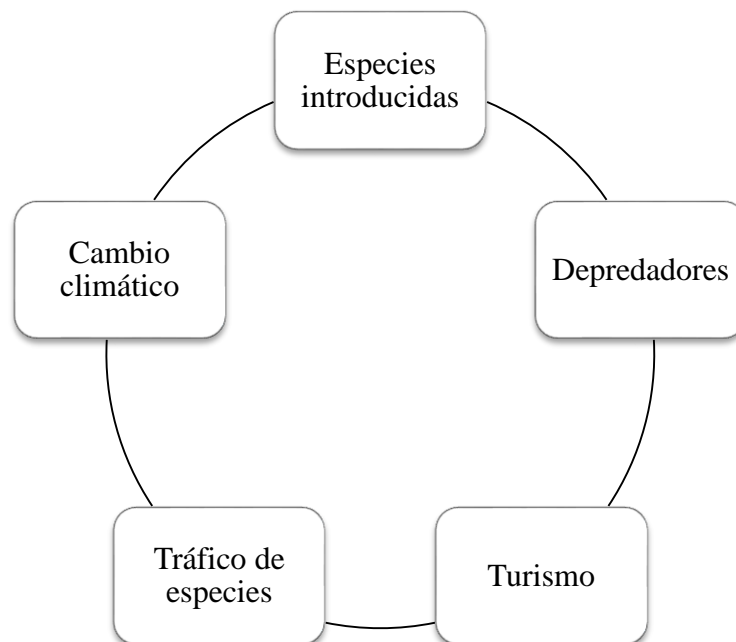 Especies
introducidas
Depredadores
Turismo
Tráfico de
especies
Cambio
climático